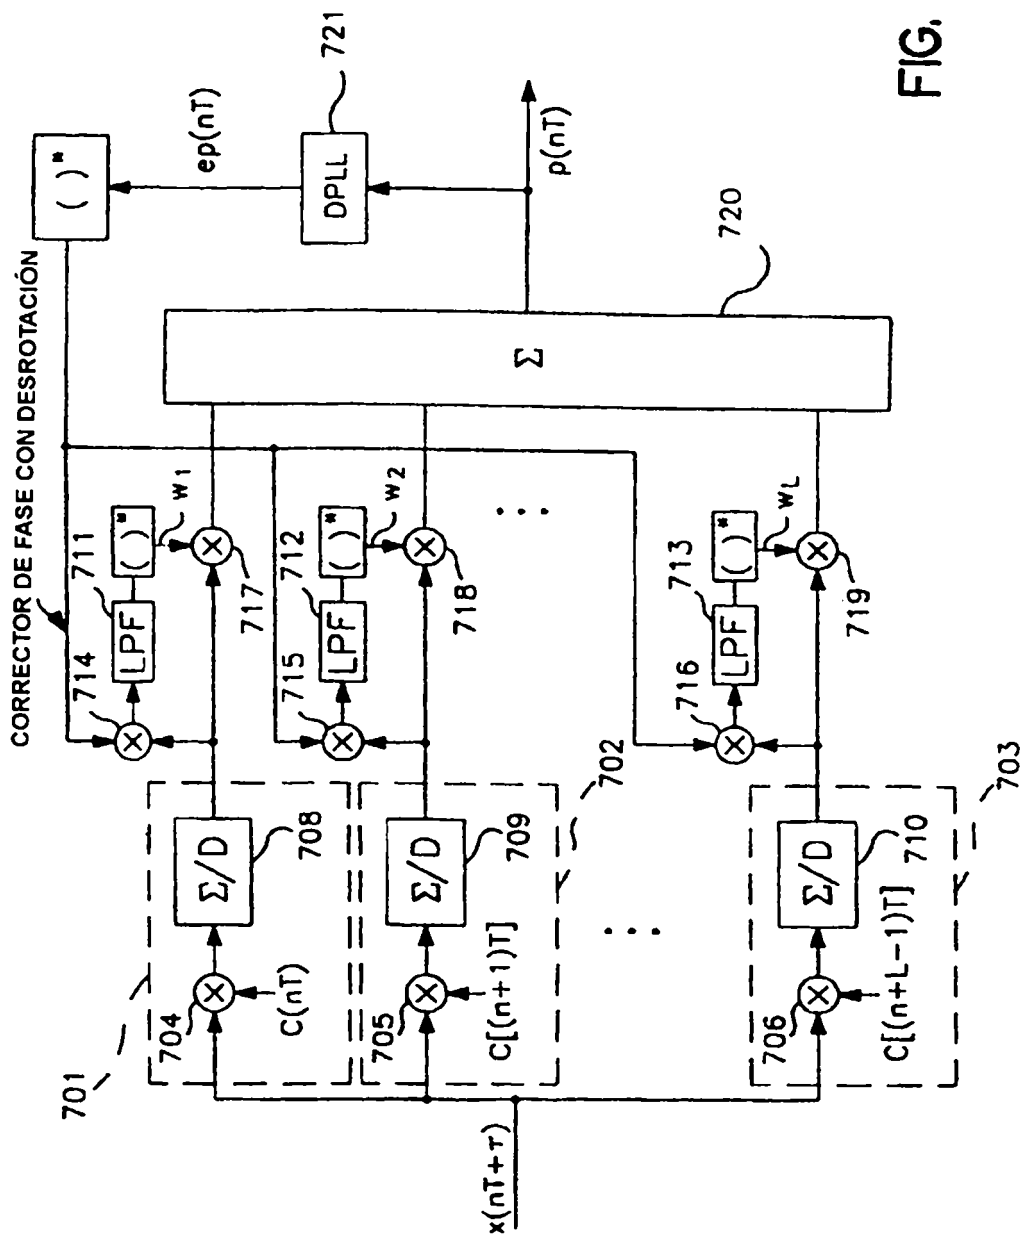 CORRECTOR DE FASE CON DESROTACIÓN
( )*
ep(nT)
721
DPLL
p(nT)
720
Σ
714
711
LPF
( )*
W1
717
715
712
LPF
( )*
W2
718
...
716
713
LPF
( )*
WL
719
701
704
C(nT)
Σ/D
708
702
705
C[(n+1)T]
Σ/D
709
...
703
706
C[(n+L-1)T]
Σ/D
710
x(nT+τ)
FIG.